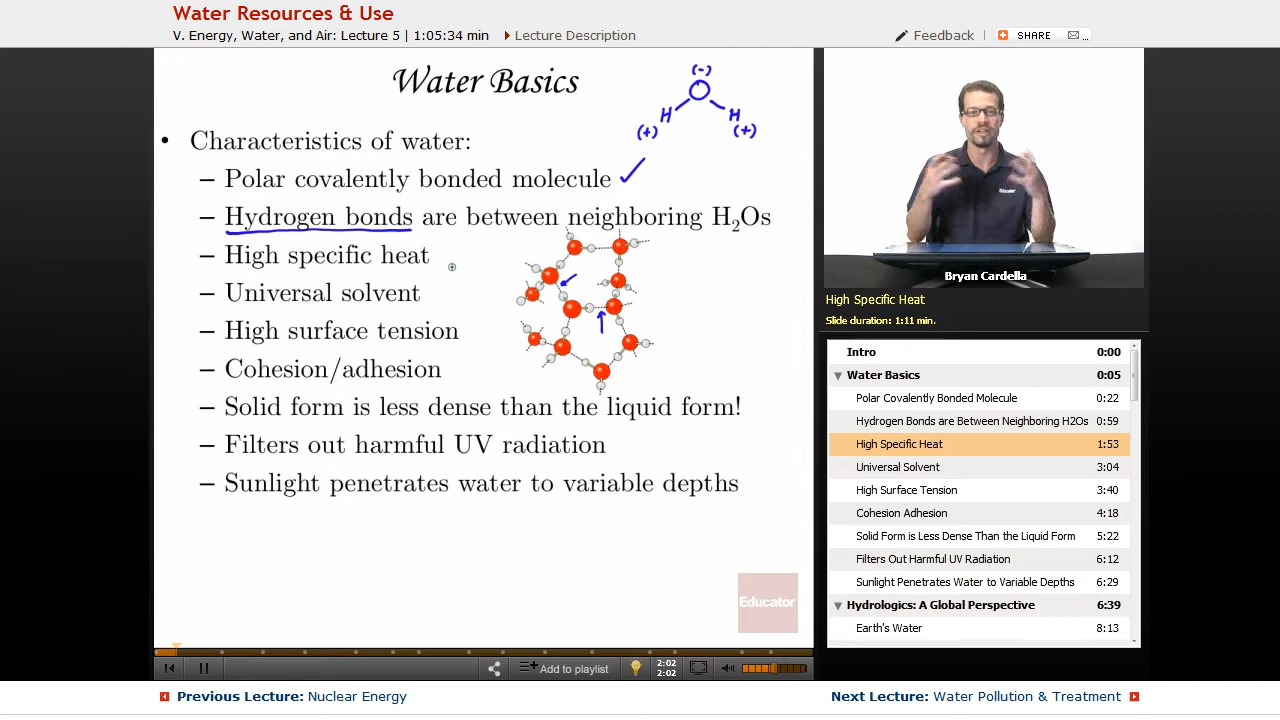 Water Resources & Use
V. Energy, Water, and Air: Lecture 5 | 1:05:34 min
Lecture Description
Feedback
SHARE
...
Water Basics
(-)
O
H
H
(+)
(+)
• Characteristics of water:
– Polar covalently bonded molecule ✓
– Hydrogen bonds are between neighboring H₂Os
– High specific heat
– Universal solvent
– High surface tension
– Cohesion/adhesion
– Solid form is less dense than the liquid form!
– Filters out harmful UV radiation
– Sunlight penetrates water to variable depths
Educator
Educator
Bryan Cardella
High Specific Heat
Slide duration: 1:11 min.
Intro 0:00
Water Basics 0:05
Polar Covalently Bonded Molecule 0:22
Hydrogen Bonds are Between Neighboring H2Os 0:59
High Specific Heat 1:53
Universal Solvent 3:04
High Surface Tension 3:40
Cohesion Adhesion 4:18
Solid Form is Less Dense Than the Liquid Form 5:22
Filters Out Harmful UV Radiation 6:12
Sunlight Penetrates Water to Variable Depths 6:29
Hydrologics: A Global Perspective 6:39
Earth's Water 8:13
Add to playlist
2:02
2:02
Previous Lecture: Nuclear Energy
Next Lecture: Water Pollution & Treatment